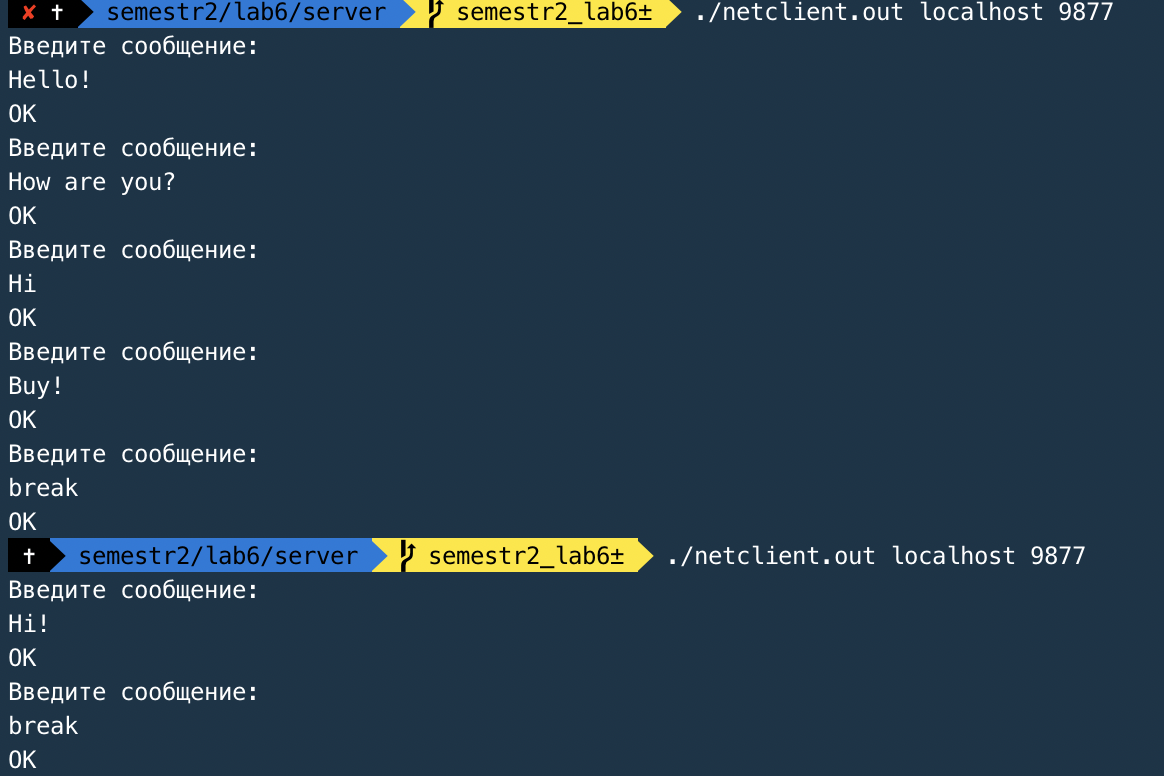 ✘ ✝ semestr2/lab6/server semestr2_lab6± ./netclient.out localhost 9877
Введите сообщение:
Hello!
OK
Введите сообщение:
How are you?
OK
Введите сообщение:
Hi
OK
Введите сообщение:
Buy!
OK
Введите сообщение:
break
OK
✝ semestr2/lab6/server semestr2_lab6± ./netclient.out localhost 9877
Введите сообщение:
Hi!
OK
Введите сообщение:
break
OK